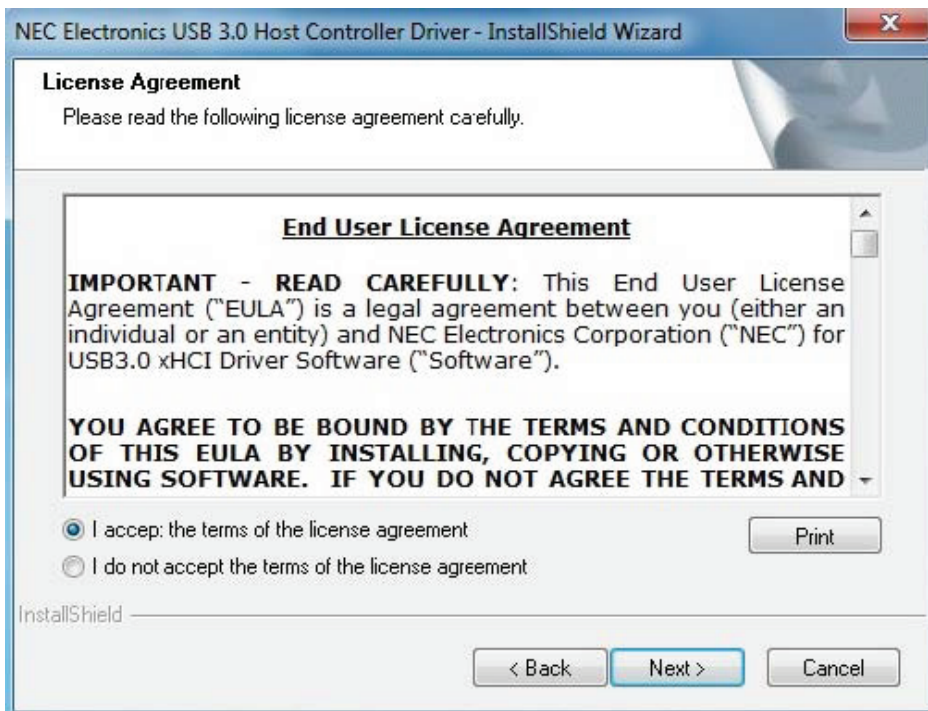 NEC Electronics USB 3.0 Host Controller Driver - InstallShield Wizard
License Agreement
Please read the following license agreement carefully.
End User License Agreement
IMPORTANT - READ CAREFULLY: This End User License
Agreement ("EULA") is a legal agreement between you (either an
individual or an entity) and NEC Electronics Corporation ("NEC") for
USB3.0 xHCI Driver Software ("Software").
YOU AGREE TO BE BOUND BY THE TERMS AND CONDITIONS
OF THIS EULA BY INSTALLING, COPYING OR OTHERWISE
USING SOFTWARE.  IF YOU DO NOT AGREE THE TERMS AND
I accept the terms of the license agreement
Print
I do not accept the terms of the license agreement
InstallShield
< Back
Next >
Cancel